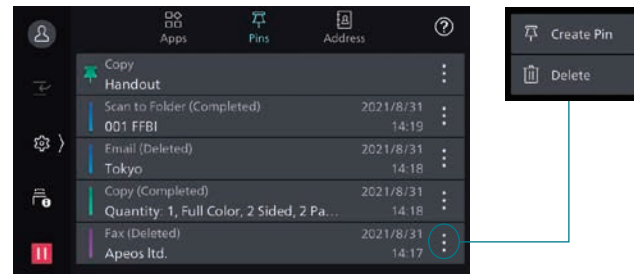 Apps
Pins
Address
?
Copy
Handout
Scan to Folder (Completed)
2021/8/31
001 FFBI
14:19
Email (Deleted)
2021/8/31
Tokyo
14:18
Copy (Completed)
2021/8/31
Quantity: 1, Full Color, 2 Sided, 2 Pa...
14:18
Fax (Deleted)
2021/8/31
Apeos ltd.
14:17
Create Pin
Delete